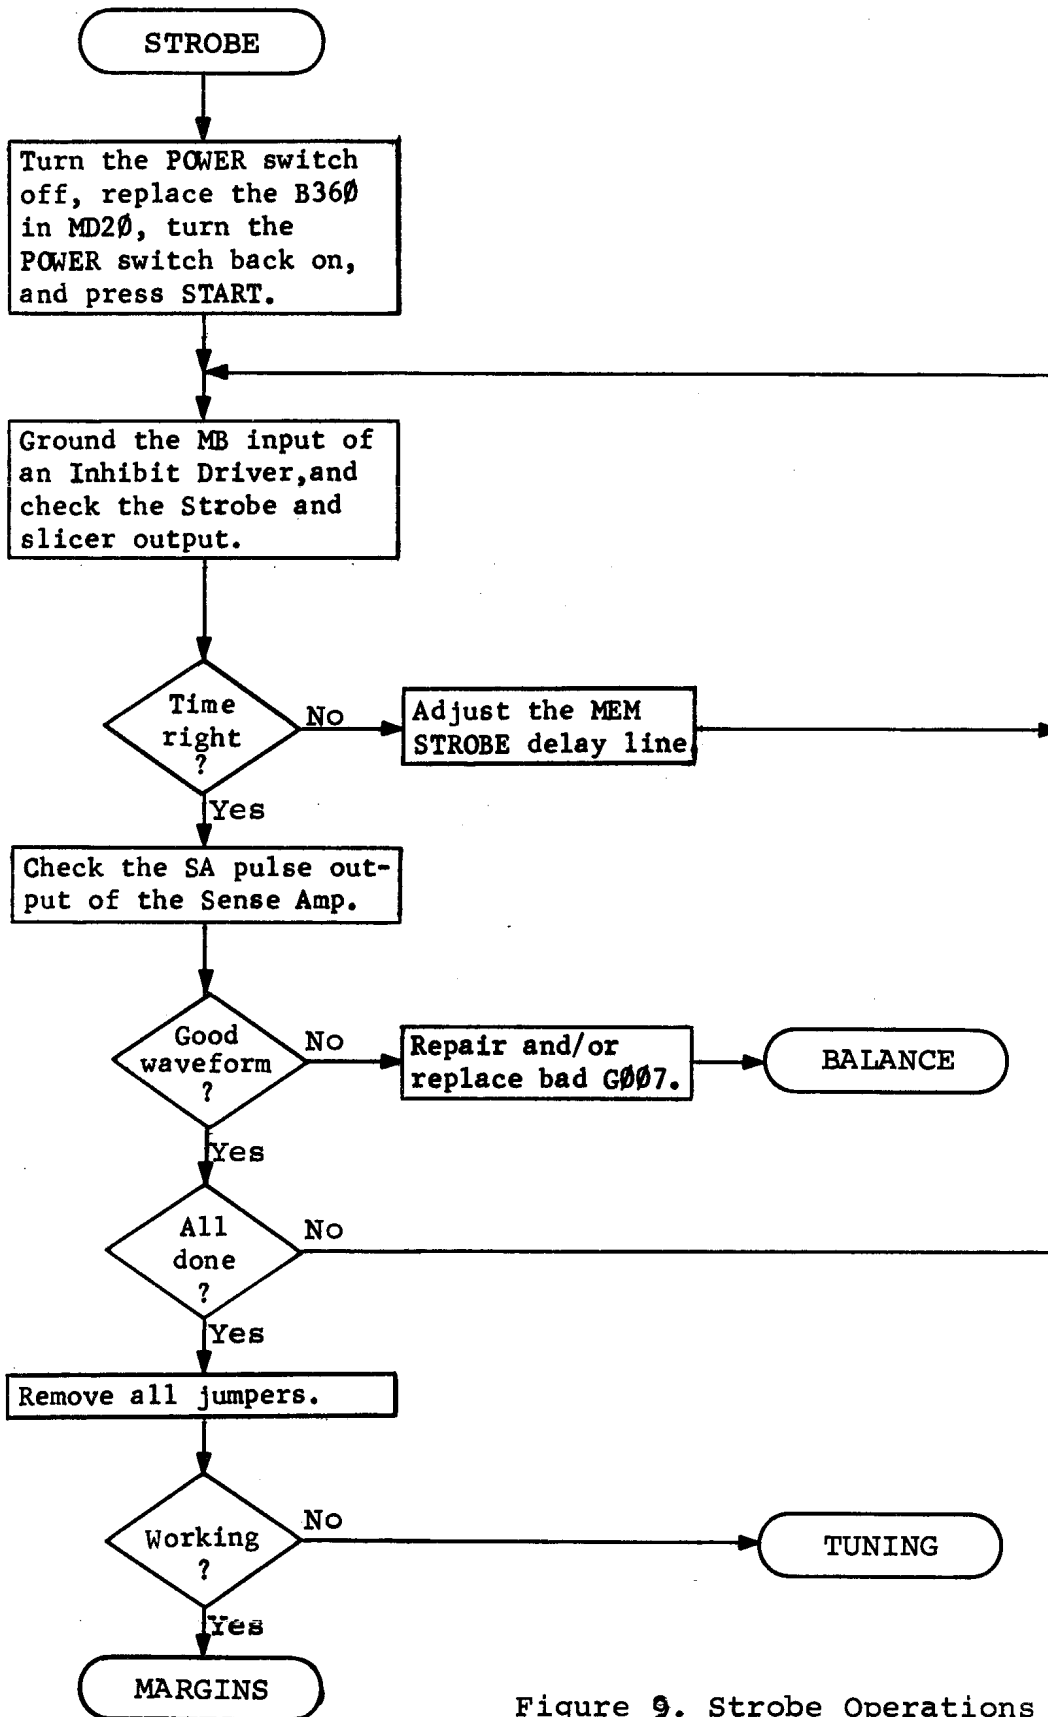 STROBE
Turn the POWER switch
off, replace the B36Ø
in MD2Ø, turn the
POWER switch back on,
and press START.
Ground the MB input of
an Inhibit Driver,and
check the Strobe and
slicer output.
Time
right
?
No
Adjust the MEM
STROBE delay line
Yes
Check the SA pulse out-
put of the Sense Amp.
Good
waveform
?
No
Repair and/or
replace bad GØØ7.
BALANCE
Yes
All
done
?
No
Yes
Remove all jumpers.
Working
?
No
TUNING
Yes
MARGINS
Figure 9. Strobe Operations